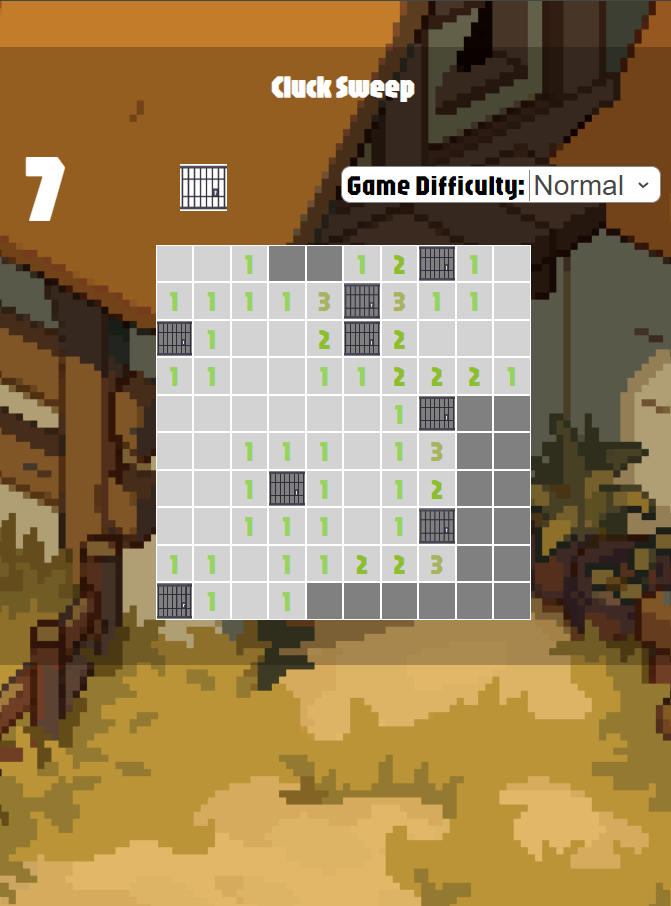 Cluck Sweep
7
Game Difficulty: Normal
1 1 2 1
1 1 1 1 3 3 1 1
1 2 2
1 1 1 1 2 2 2 1
1
1 1 1 1 3
1 1 1 2
1 1 1 1
1 1 1 1 2 2 3
1 1